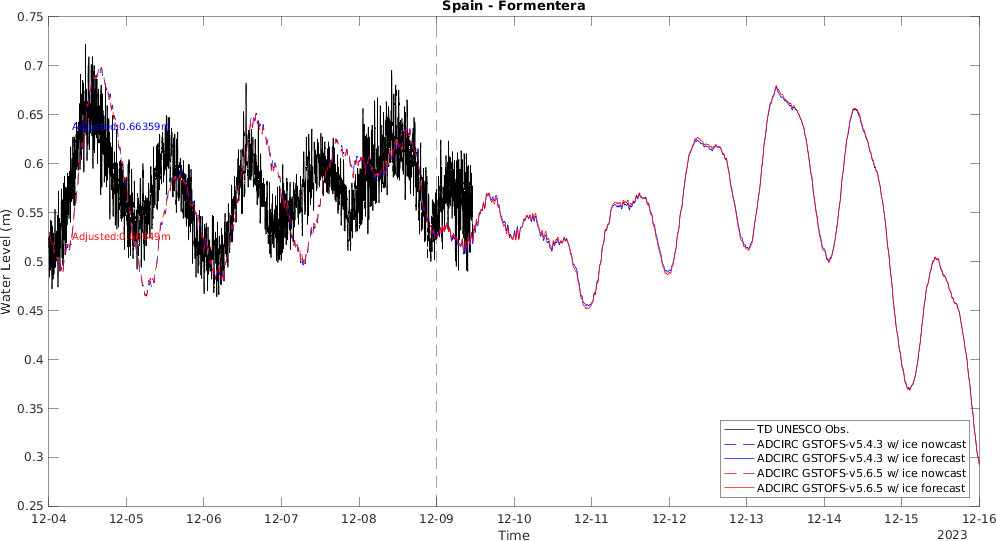 Spain - Formentera
0.75
0.7
0.65
0.6
0.55
0.5
0.45
0.4
0.35
0.3
0.25
Water Level (m)
Adjusted:0.66359m
TD UNESCO Obs.
ADCIRC GSTOFS-v5.4.3 w/ ice nowcast
ADCIRC GSTOFS-v5.4.3 w/ ice forecast
ADCIRC GSTOFS-v5.6.5 w/ ice nowcast
ADCIRC GSTOFS-v5.6.5 w/ ice forecast
12-04 12-05 12-06 12-07 12-08 12-09 12-10 12-11 12-12 12-13 12-14 12-15 12-16
Time
2023